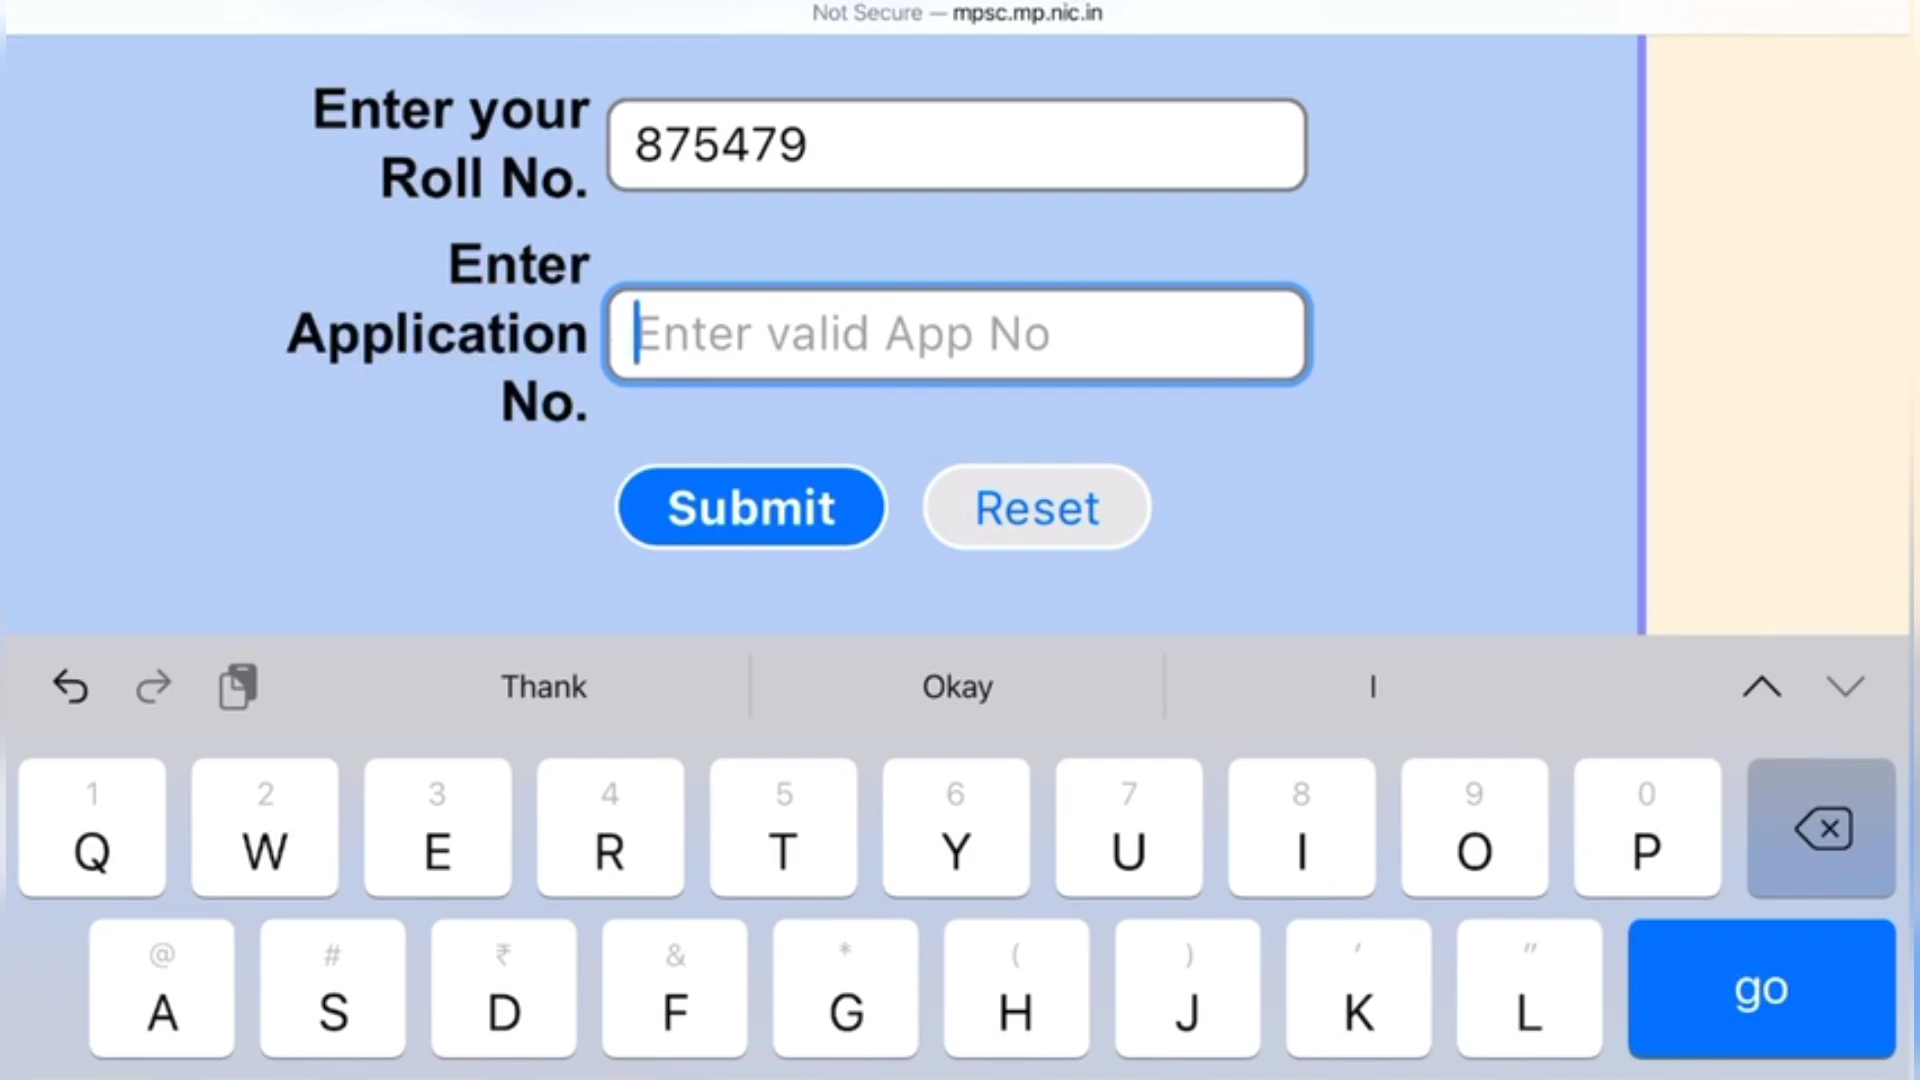 Not Secure — mpsc.mp.nic.in
Enter your
Roll No.
875479
Enter
Application
No.
Enter valid App No
Submit
Reset
Thank
Okay
I
1 2 3 4 5 6 7 8 9 0
Q W E R T Y U I O P
@ # ₹ & * ( ) ' "
A S D F G H J K L
go